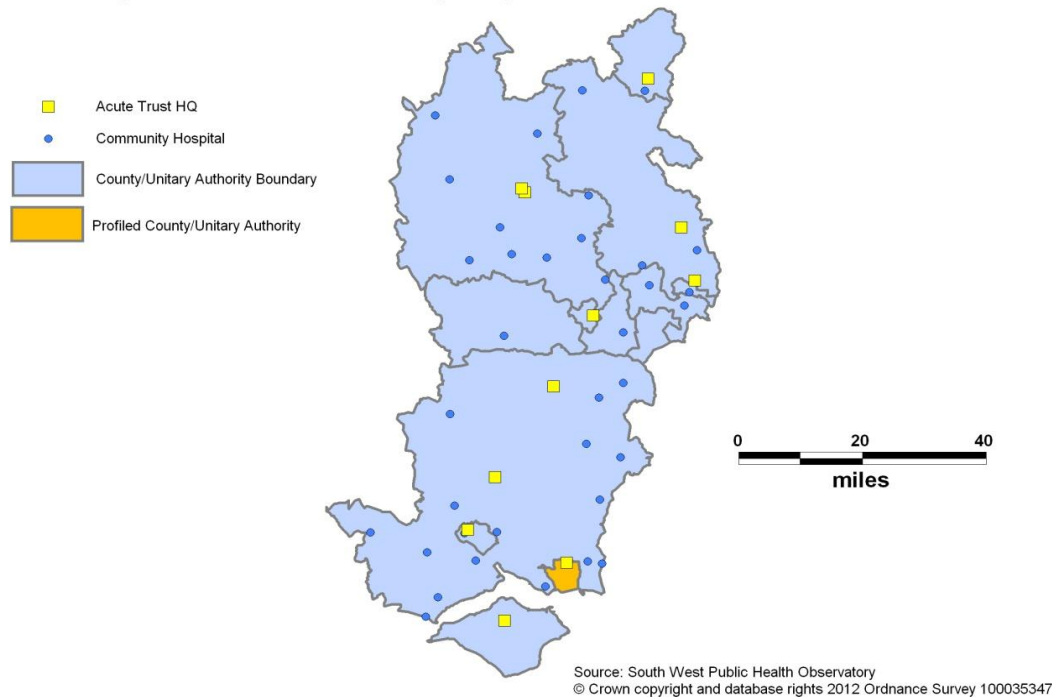 Acute Trust HQ
Community Hospital
County/Unitary Authority Boundary
Profiled County/Unitary Authority
0 20 40
miles
Source: South West Public Health Observatory
© Crown copyright and database rights 2012 Ordnance Survey 100035347